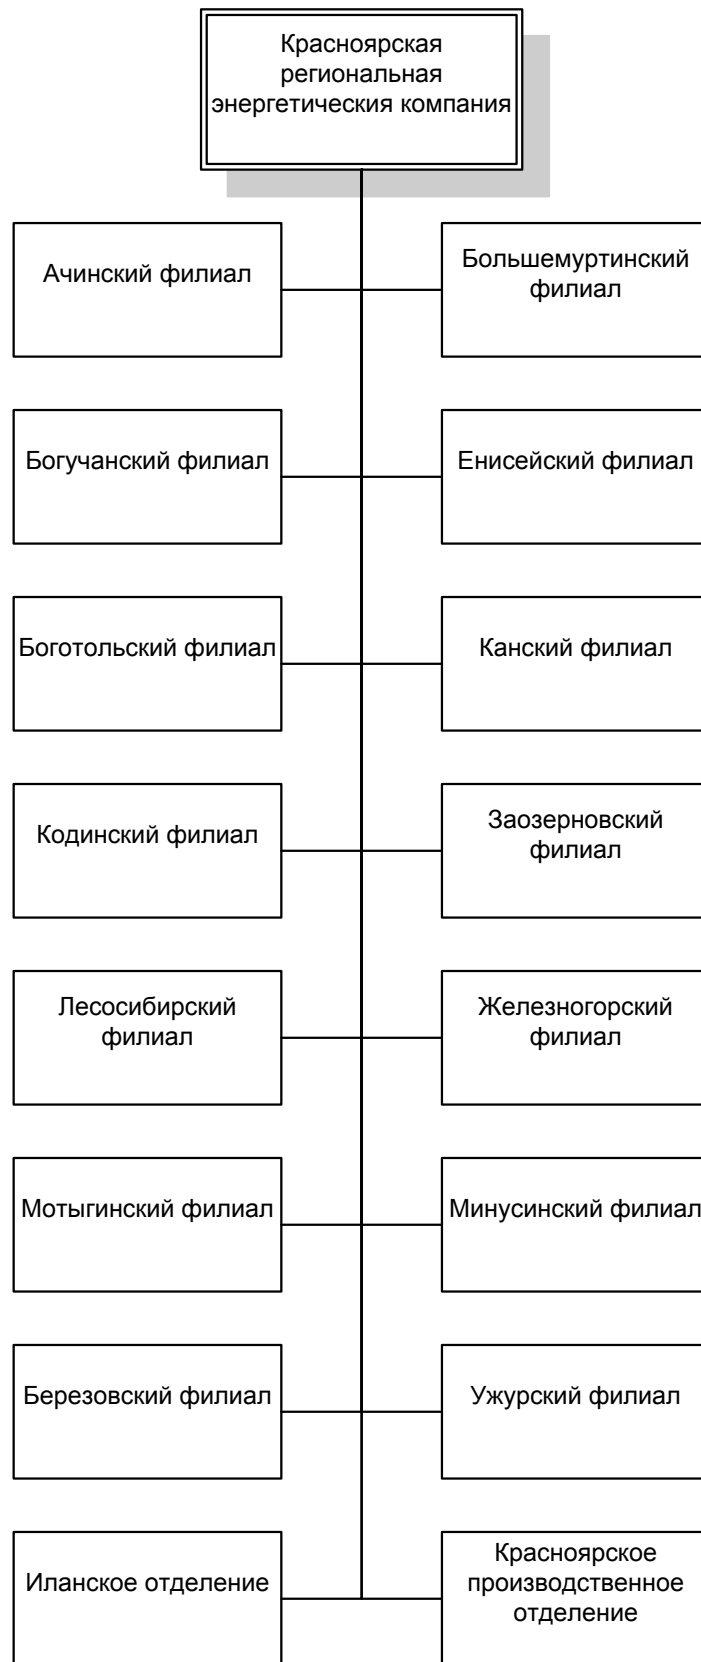 Красноярская
региональная
энергетическия компания
Ачинский филиал
Большемуртинский
филиал
Богучанский филиал
Енисейский филиал
Боготольский филиал
Канский филиал
Кодинский филиал
Заозерновский
филиал
Лесосибирский
филиал
Железногорский
филиал
Мотыгинский филиал
Минусинский филиал
Березовский филиал
Ужурский филиал
Иланское отделение
Красноярское
производственное
отделение